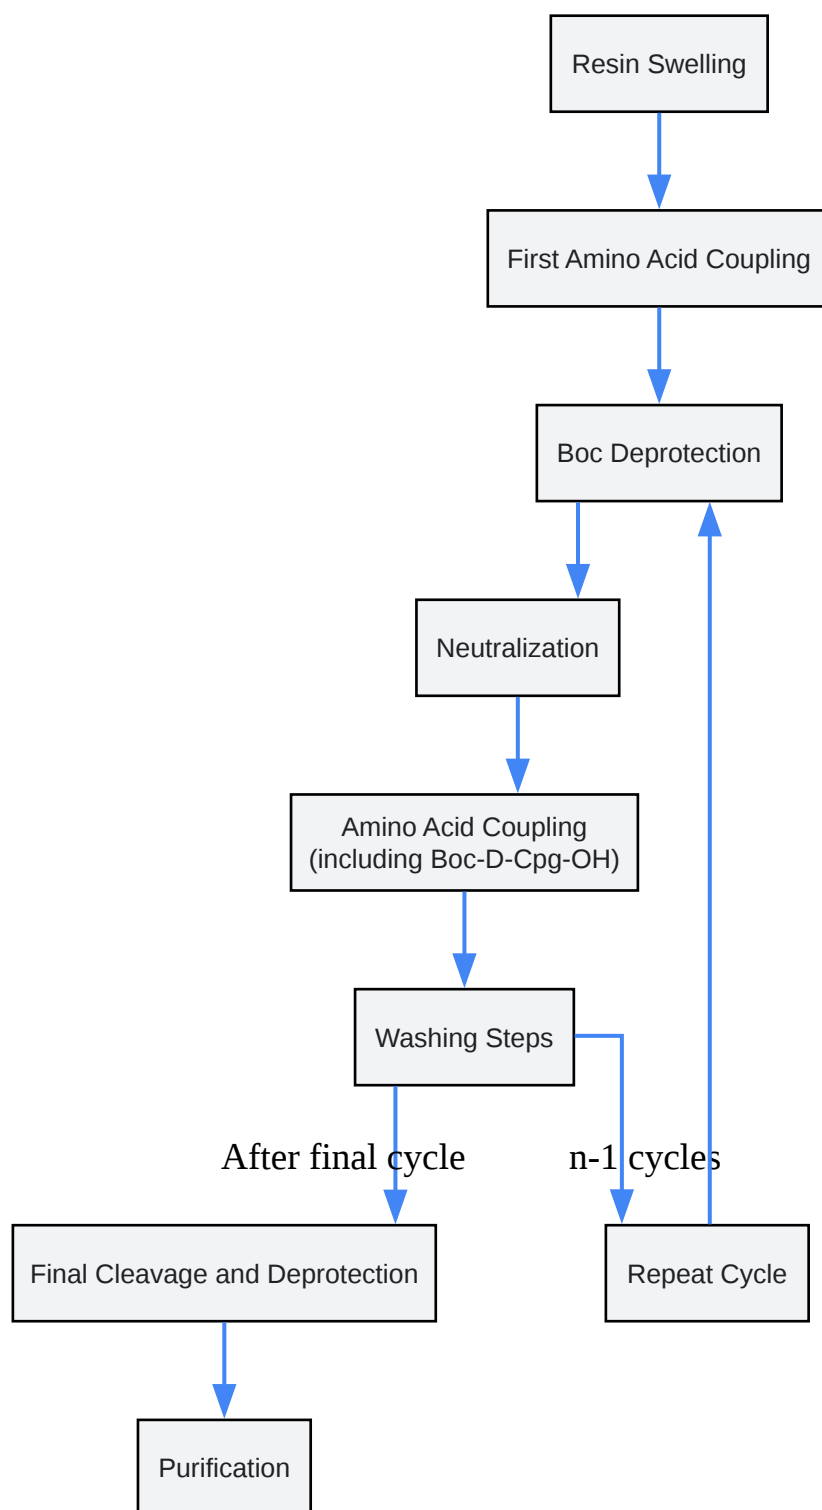 Resin Swelling
First Amino Acid Coupling
Boc Deprotection
Neutralization
Amino Acid Coupling
(including Boc-D-Cpg-OH)
Washing Steps
After final cycle
n-1 cycles
Final Cleavage and Deprotection
Repeat Cycle
Purification